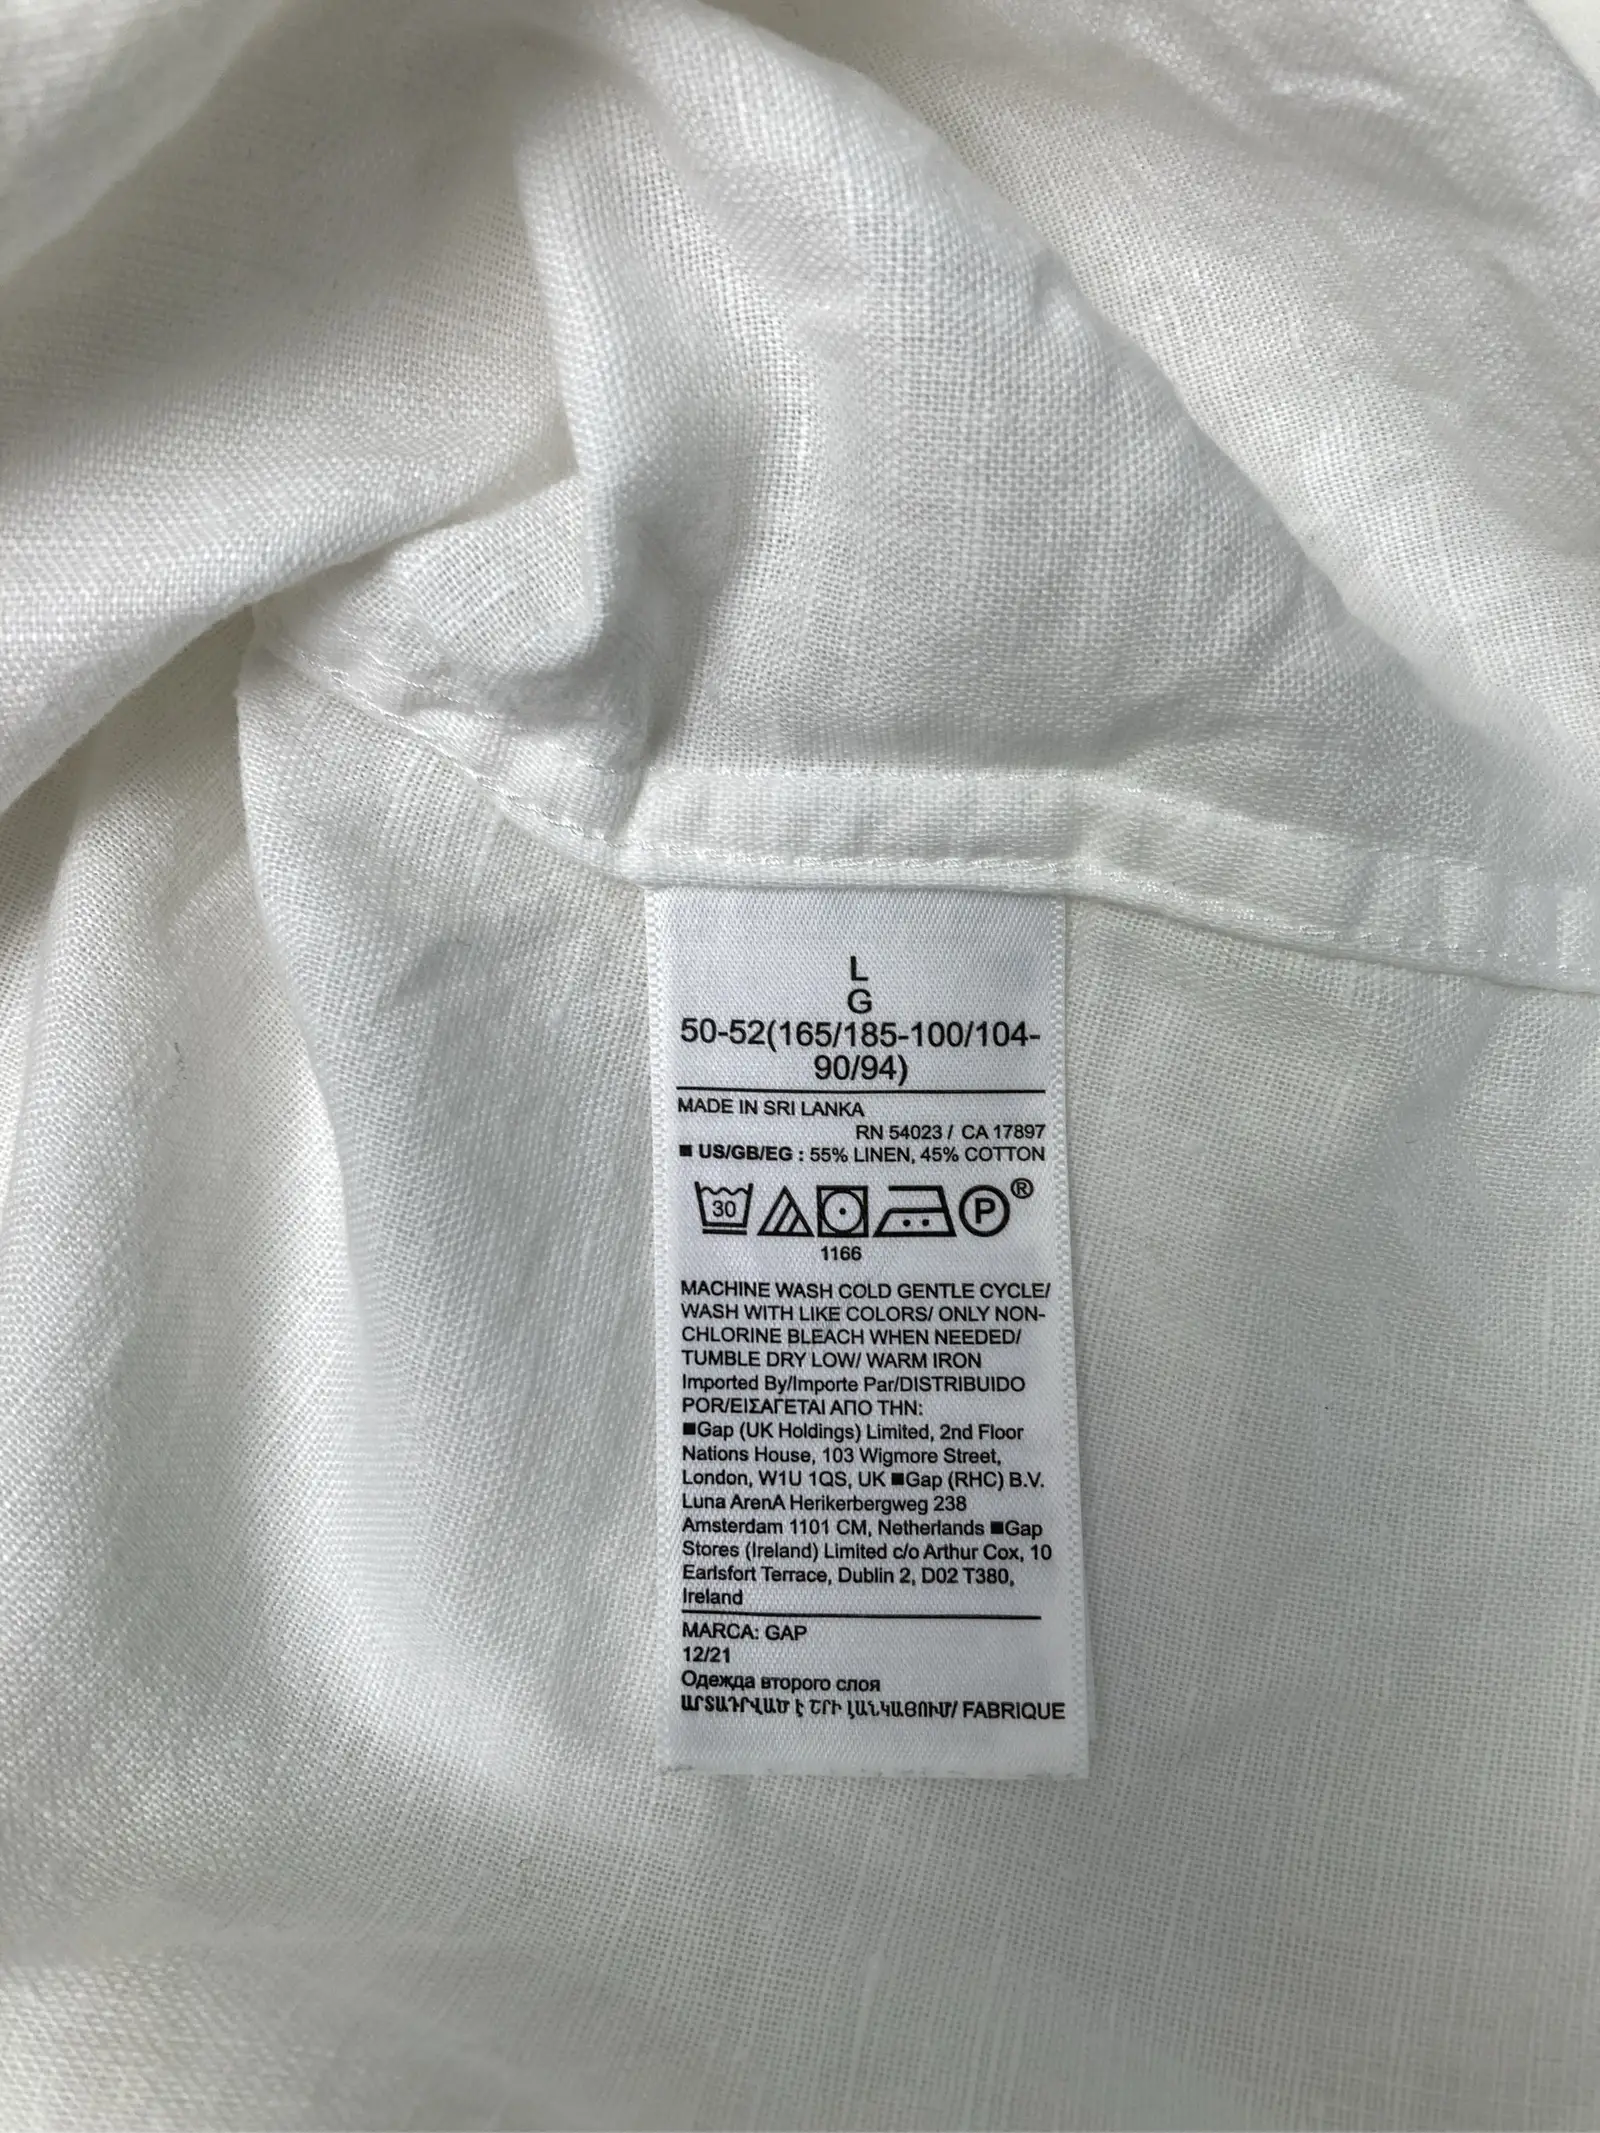 L
G
50-52(165/185-100/104-
90/94)
MADE IN SRI LANKA
RN 54023 / CA 17897
■ US/GB/EG : 55% LINEN, 45% COTTON
30
P
®
1166
MACHINE WASH COLD GENTLE CYCLE/
WASH WITH LIKE COLORS/ ONLY NON-
CHLORINE BLEACH WHEN NEEDED/
TUMBLE DRY LOW/ WARM IRON
Imported By/Importe Par/DISTRIBUIDO
POR/ΕΙΣΑΓΕΤΑΙ ΑΠΟ ΤΗΝ:
■Gap (UK Holdings) Limited, 2nd Floor
Nations House, 103 Wigmore Street,
London, W1U 1QS, UK ■Gap (RHC) B.V.
Luna ArenA Herikerbergweg 238
Amsterdam 1101 CM, Netherlands ■Gap
Stores (Ireland) Limited c/o Arthur Cox, 10
Earlsfort Terrace, Dublin 2, D02 T380,
Ireland
MARCA: GAP
12/21
Одежда второго слоя
ԱՐՏԱԴՐՎԱԾ Է ՇՐԻ ԼԱՆԿԱՅՈՒՄ/ FABRIQUE